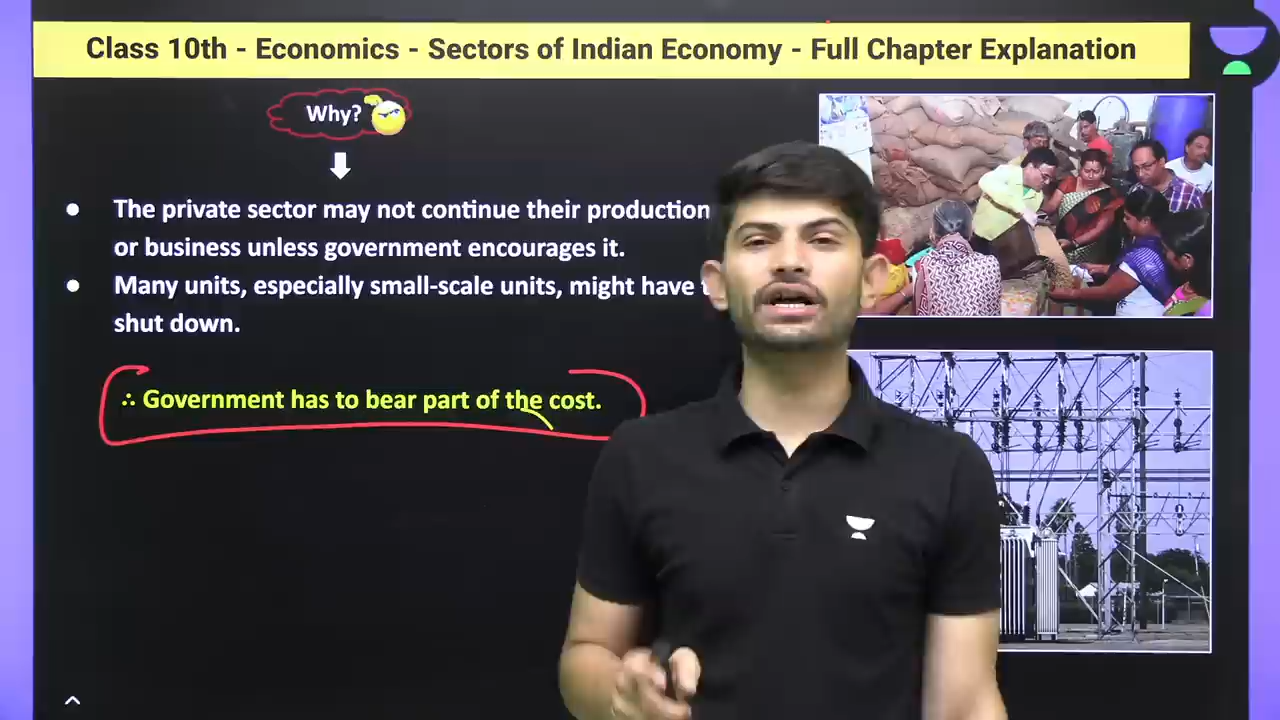 Class 10th - Economics - Sectors of Indian Economy - Full Chapter Explanation
Why?
● The private sector may not continue their production
or business unless government encourages it.
● Many units, especially small-scale units, might have
shut down.
∴ Government has to bear part of the cost.